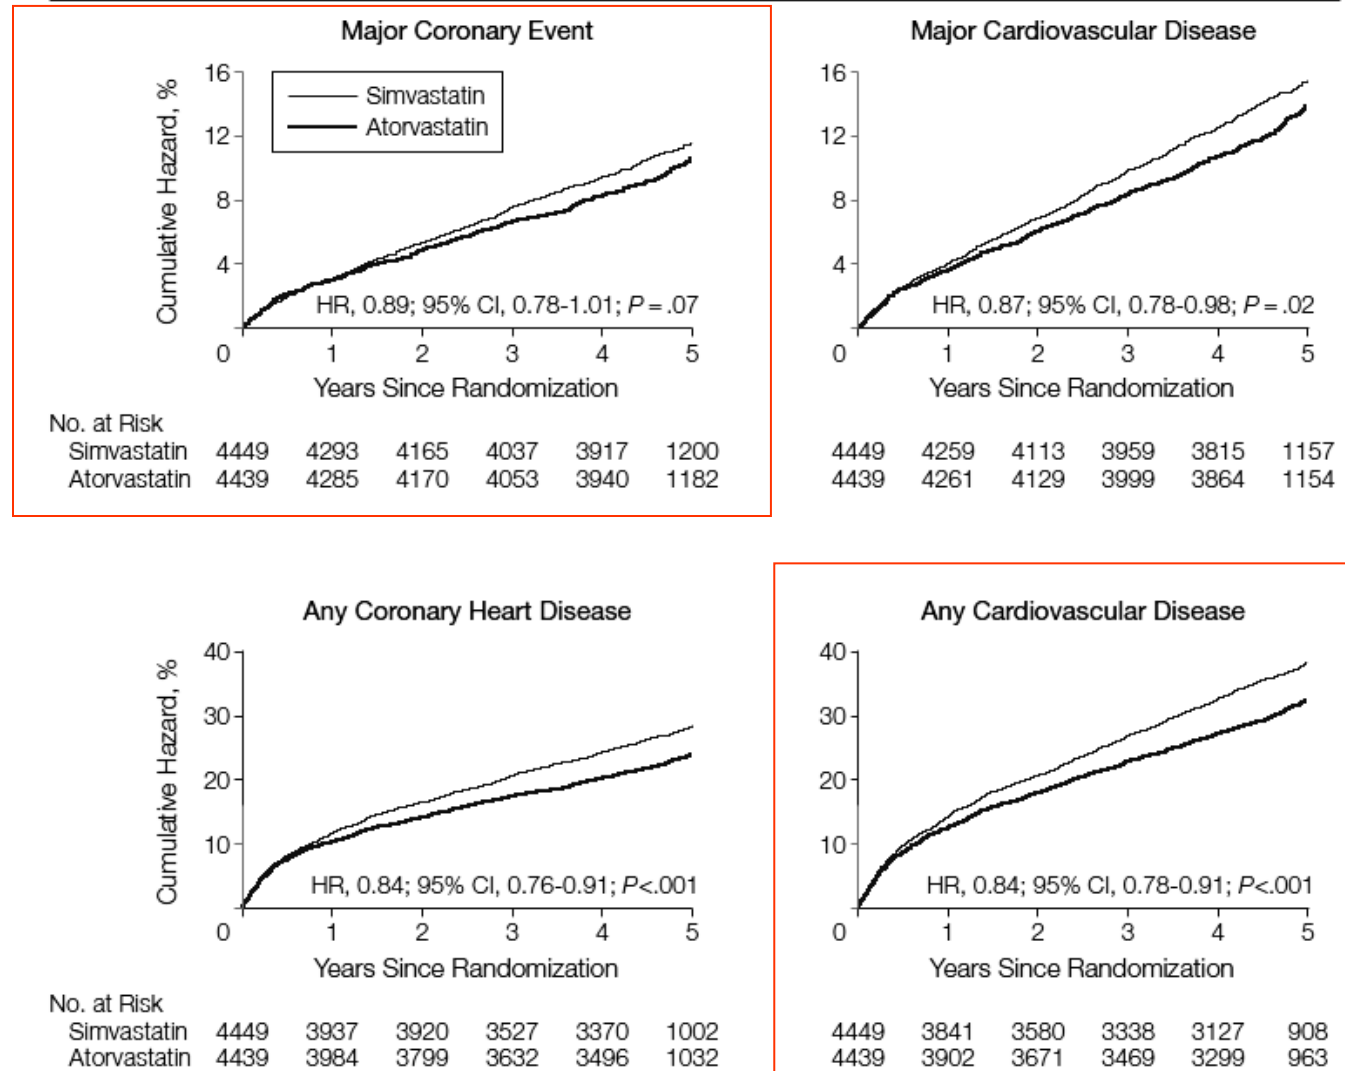 Major Coronary Event
Cumulative Hazard, %
16
12
8
4
Simvastatin
Atorvastatin
HR, 0.89; 95% CI, 0.78-1.01; P = .07
0 1 2 3 4 5
Years Since Randomization
No. at Risk
Simvastatin 4449 4293 4165 4037 3917 1200
Atorvastatin 4439 4285 4170 4053 3940 1182
Major Cardiovascular Disease
16
12
8
4
HR, 0.87; 95% CI, 0.78-0.98; P = .02
0 1 2 3 4 5
Years Since Randomization
4449 4259 4113 3959 3815 1157
4439 4261 4129 3999 3864 1154
Any Coronary Heart Disease
Cumulative Hazard, %
40
30
20
10
HR, 0.84; 95% CI, 0.76-0.91; P<.001
0 1 2 3 4 5
Years Since Randomization
No. at Risk
Simvastatin 4449 3937 3920 3527 3370 1002
Atorvastatin 4439 3984 3799 3632 3496 1032
Any Cardiovascular Disease
40
30
20
10
HR, 0.84; 95% CI, 0.78-0.91; P<.001
0 1 2 3 4 5
Years Since Randomization
4449 3841 3580 3338 3127 908
4439 3902 3671 3469 3299 963